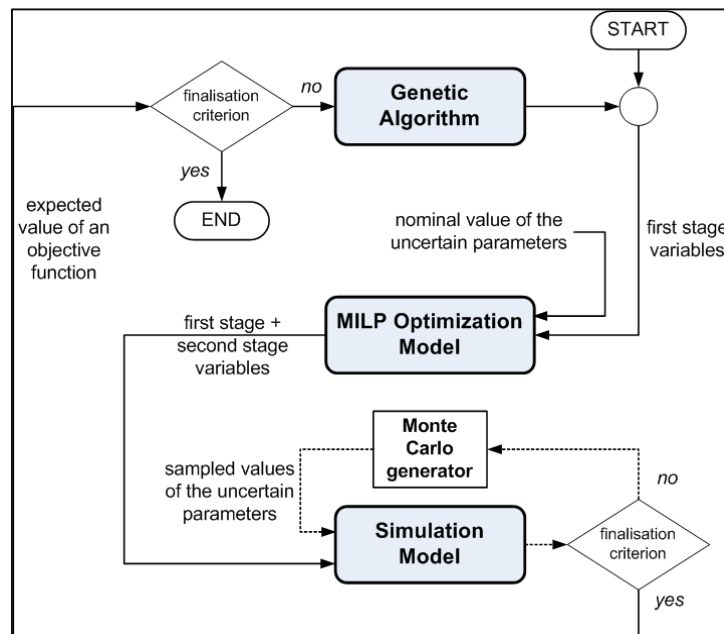 START
finalisation
criterion
no
Genetic
Algorithm
yes
END
expected
value of an
objective
function
nominal value of the
uncertain parameters
first stage
variables
first stage +
second stage
variables
MILP Optimization
Model
Monte
Carlo
generator
sampled values
of the uncertain
parameters
no
Simulation
Model
finalisation
criterion
yes